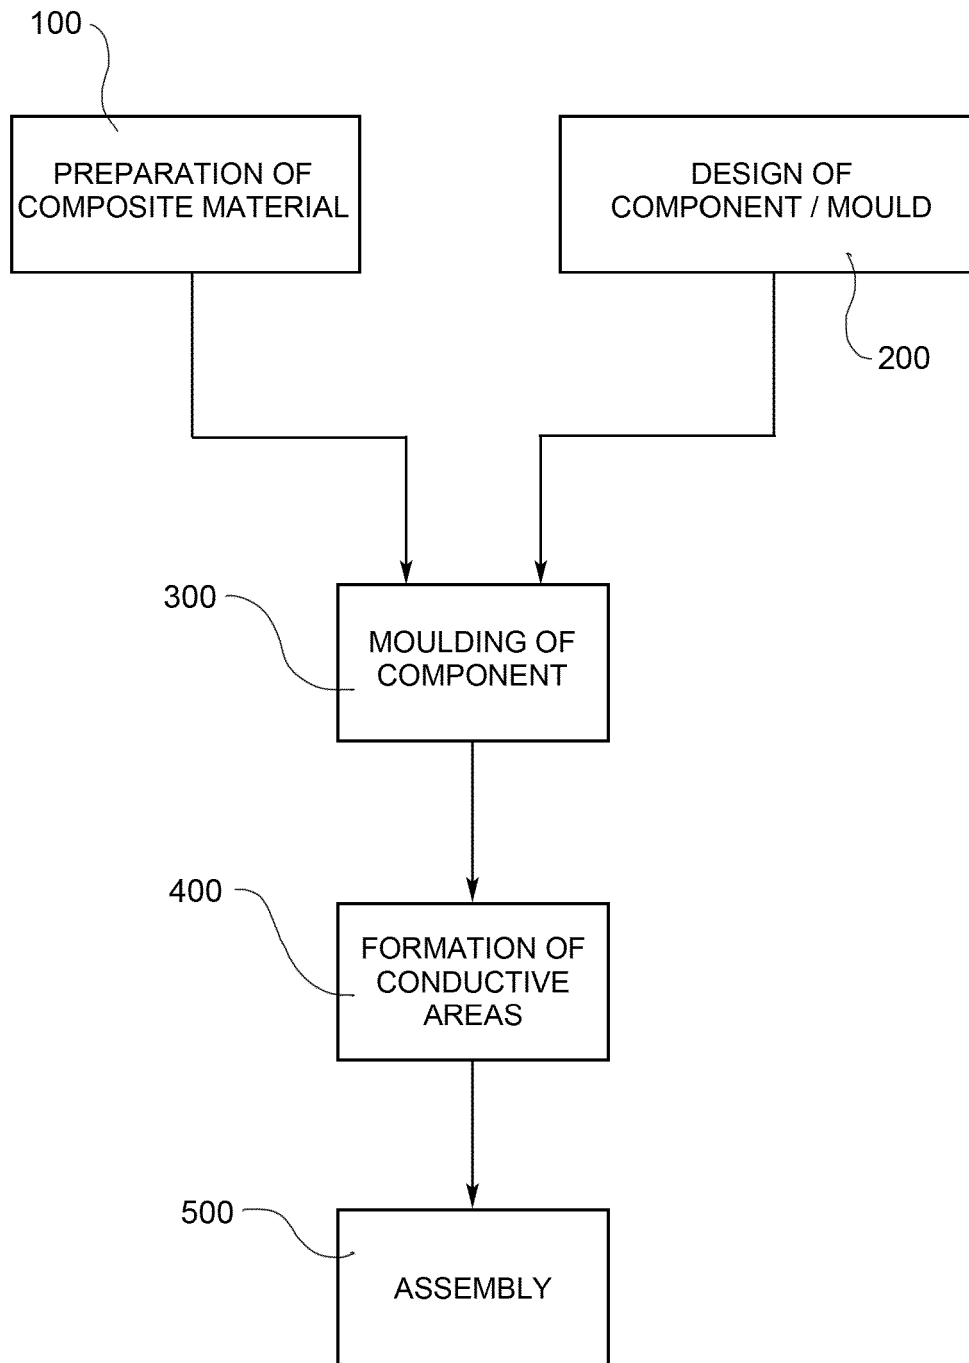 100
PREPARATION OF
COMPOSITE MATERIAL
DESIGN OF
COMPONENT / MOULD
200
300
MOULDING OF
COMPONENT
400
FORMATION OF
CONDUCTIVE
AREAS
500
ASSEMBLY